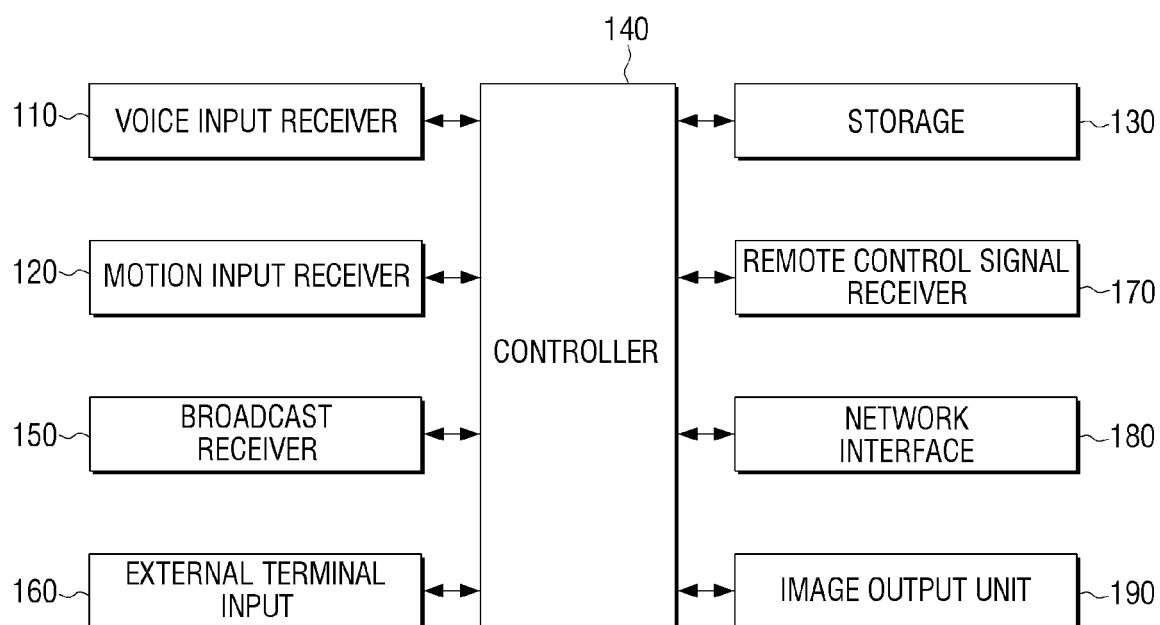 140
110
VOICE INPUT RECEIVER
STORAGE
130
120
MOTION INPUT RECEIVER
REMOTE CONTROL SIGNAL
RECEIVER
170
CONTROLLER
150
BROADCAST
RECEIVER
NETWORK
INTERFACE
180
160
EXTERNAL TERMINAL
INPUT
IMAGE OUTPUT UNIT
190